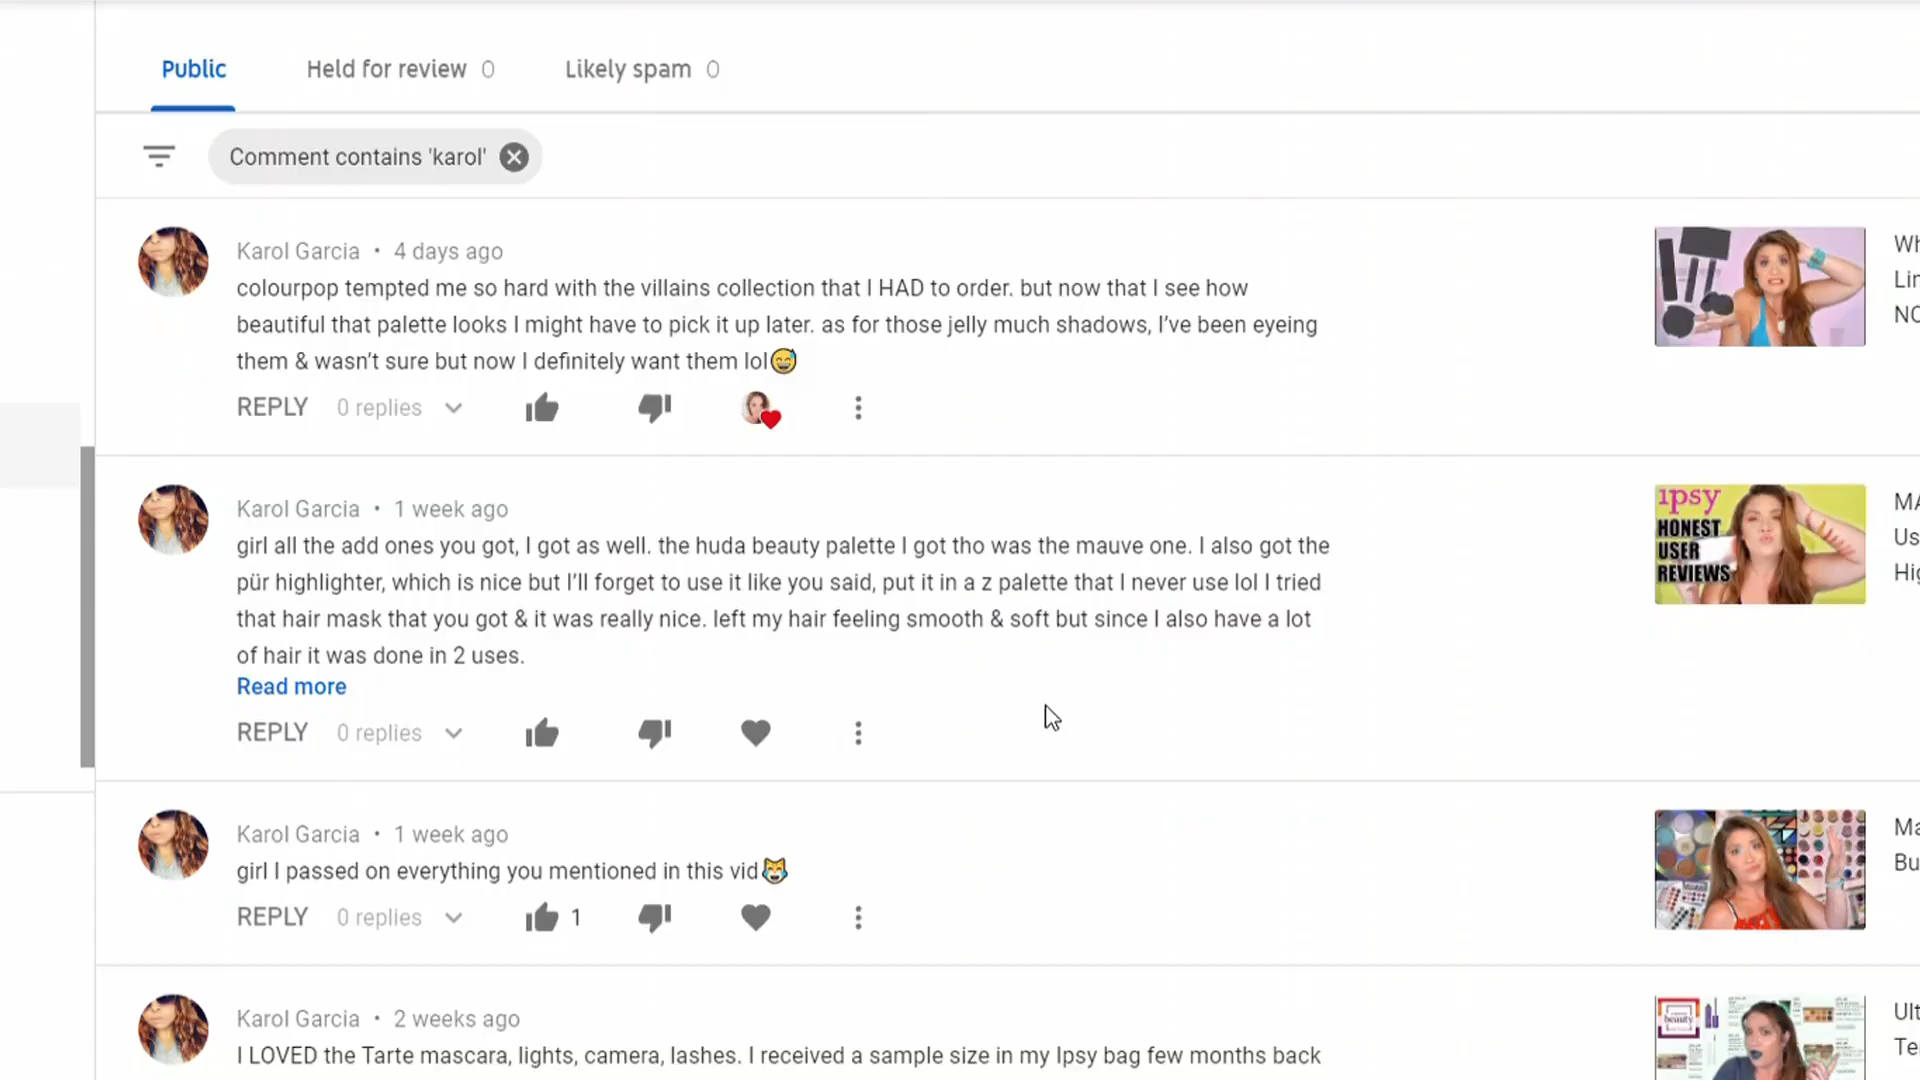 Public
Held for review 0
Likely spam 0
Comment contains 'karol'
Karol Garcia • 4 days ago
colourpop tempted me so hard with the villains collection that I HAD to order. but now that I see how
beautiful that palette looks I might have to pick it up later. as for those jelly much shadows, I’ve been eyeing
them & wasn’t sure but now I definitely want them lol😅
REPLY 0 replies
Karol Garcia • 1 week ago
girl all the add ones you got, I got as well. the huda beauty palette I got tho was the mauve one. I also got the
pür highlighter, which is nice but I’ll forget to use it like you said, put it in a z palette that I never use lol I tried
that hair mask that you got & it was really nice. left my hair feeling smooth & soft but since I also have a lot
of hair it was done in 2 uses.
Read more
REPLY 0 replies
ipsy
HONEST
USER
REVIEWS
Karol Garcia • 1 week ago
girl I passed on everything you mentioned in this vid😹
REPLY 0 replies 1
Karol Garcia • 2 weeks ago
I LOVED the Tarte mascara, lights, camera, lashes. I received a sample size in my Ipsy bag few months back
beauty